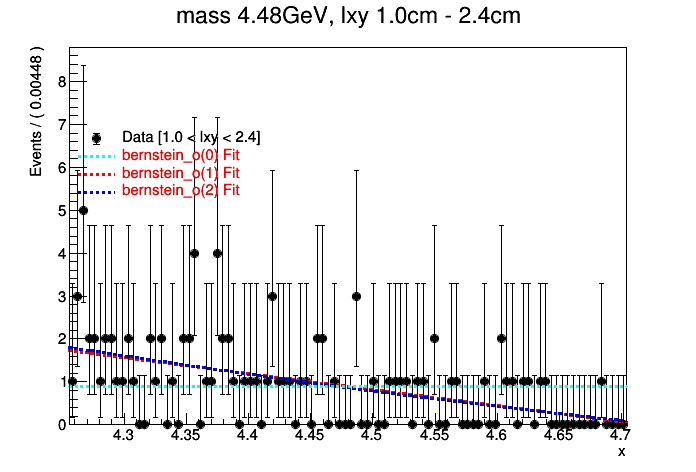 mass 4.48GeV, lxy 1.0cm - 2.4cm
Events / ( 0.00448 )
8
7
6
5
4
3
2
1
0
Data [1.0 < lxy < 2.4]
bernstein_o(0) Fit
bernstein_o(1) Fit
bernstein_o(2) Fit
4.3 4.35 4.4 4.45 4.5 4.55 4.6 4.65 4.7
x